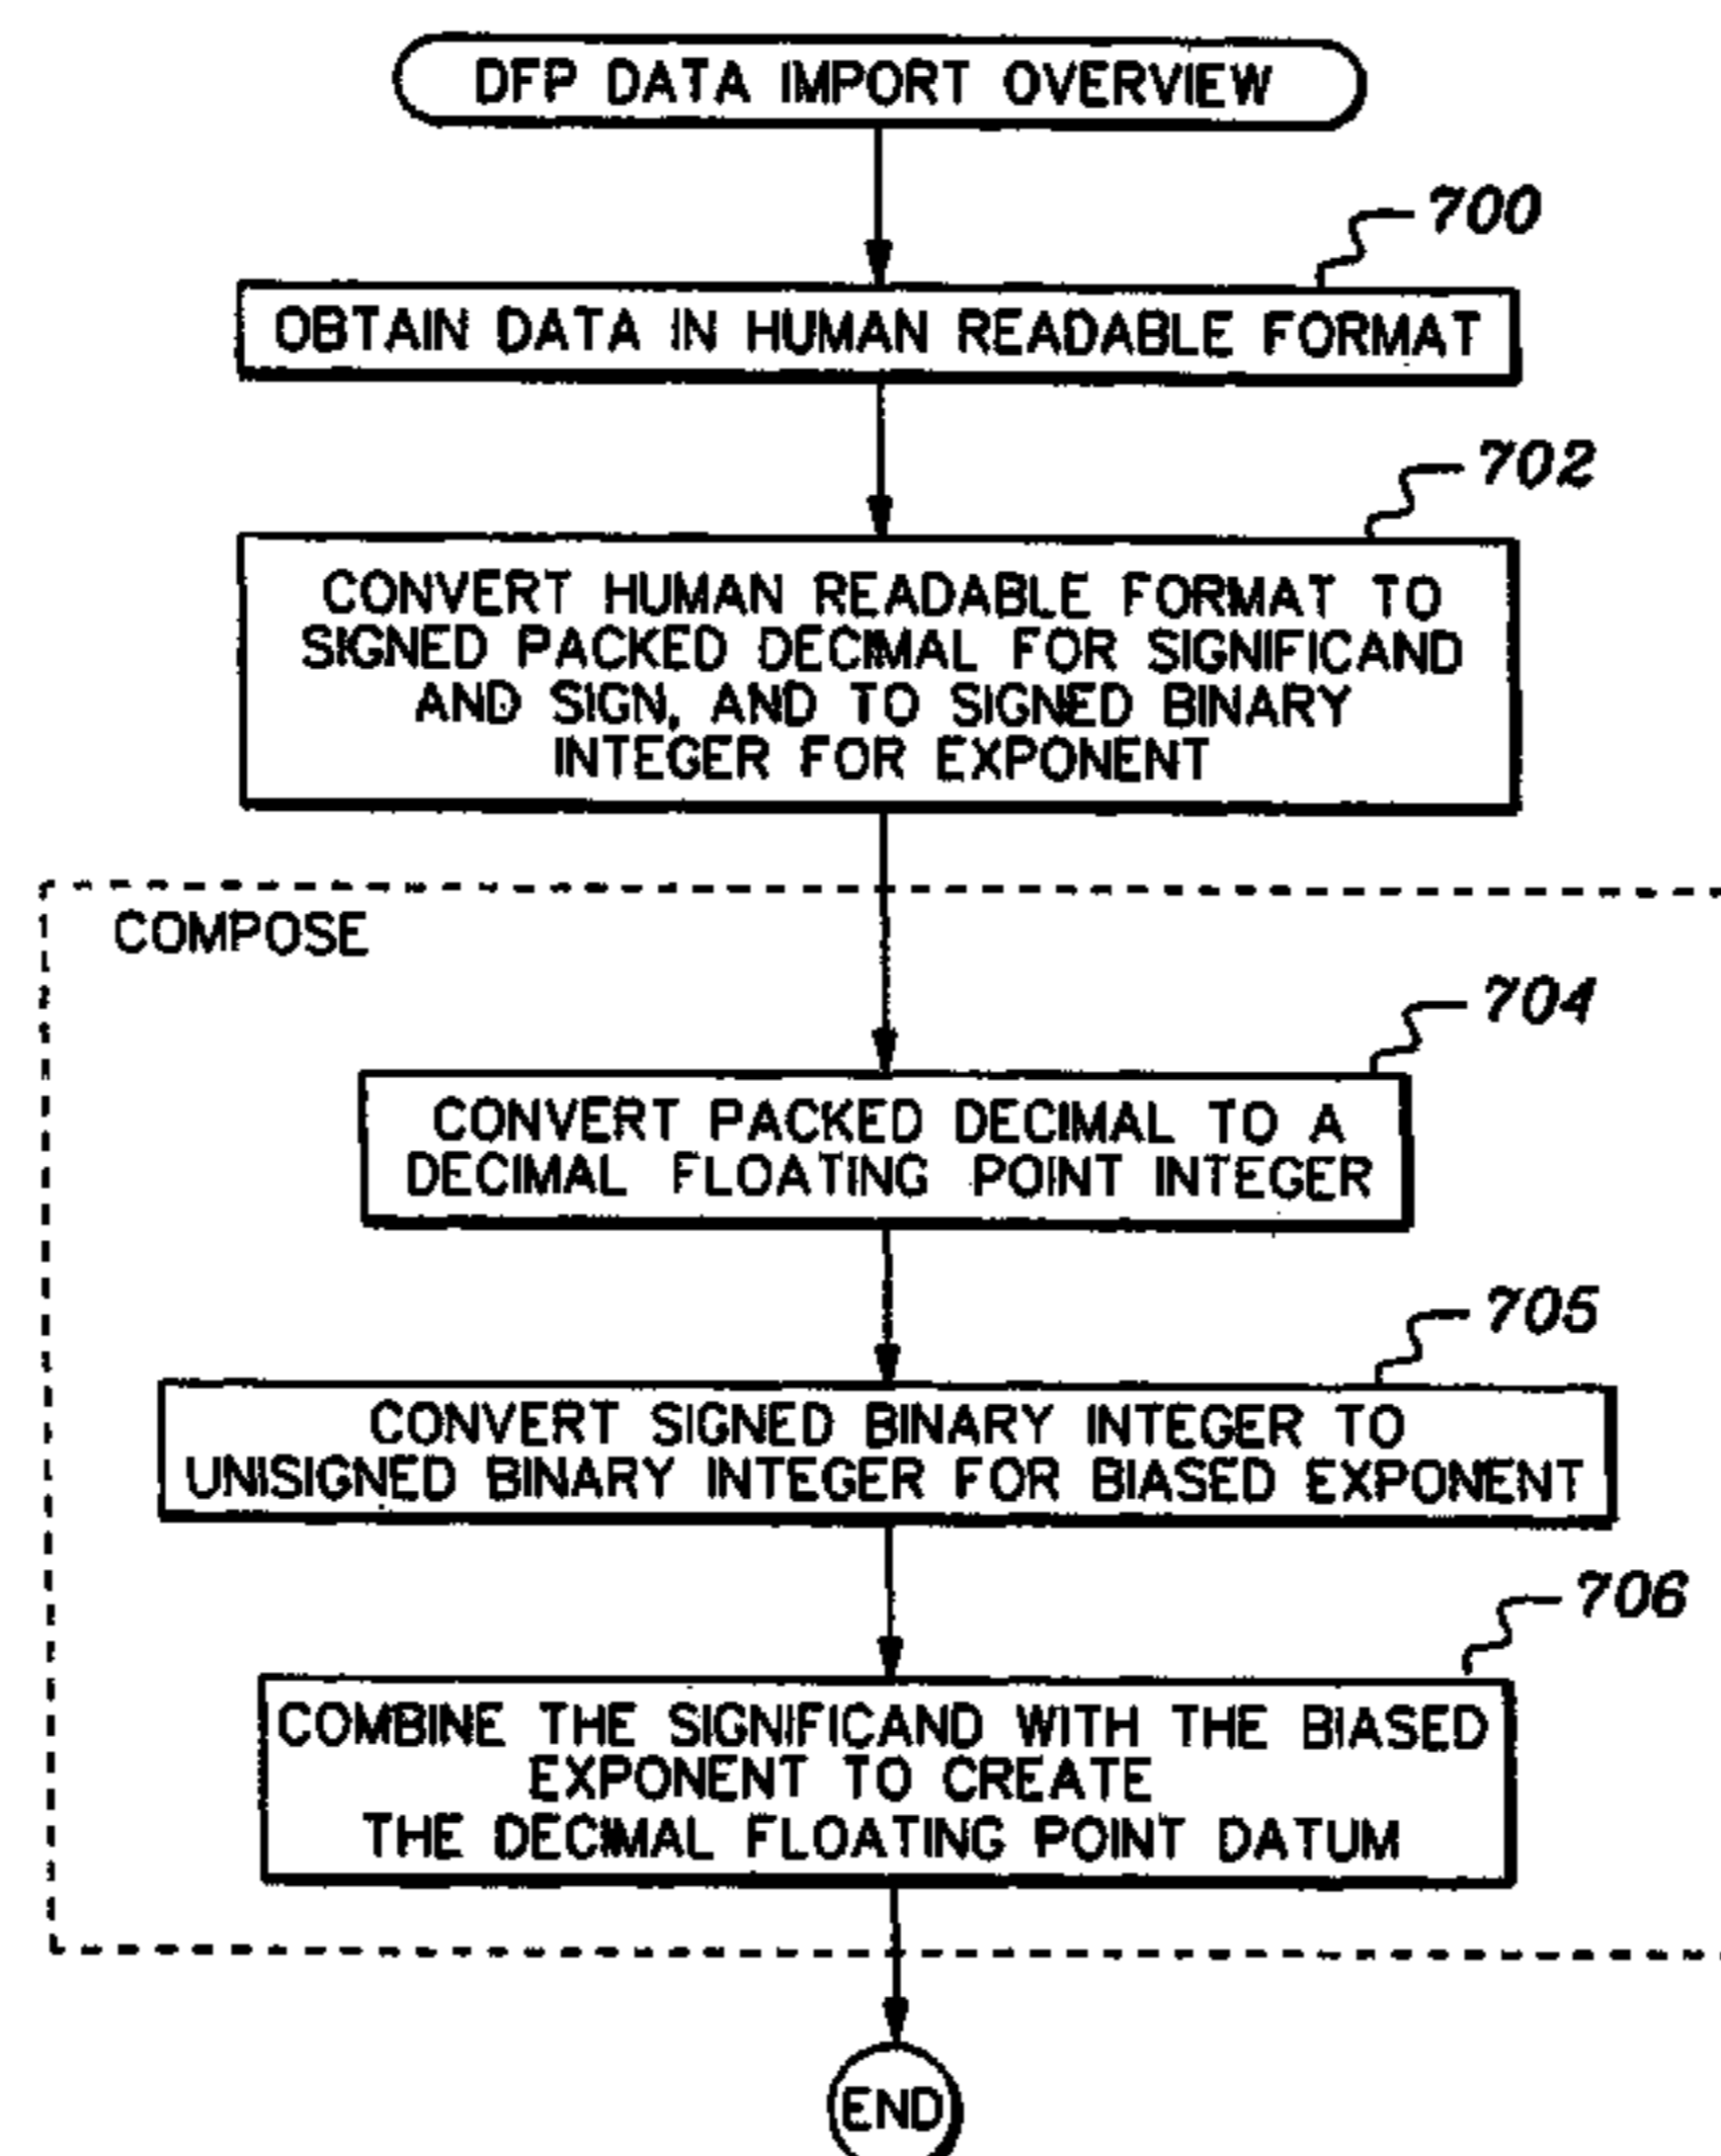 DFP DATA IMPORT OVERVIEW
700
OBTAIN DATA IN HUMAN READABLE FORMAT
702
CONVERT HUMAN READABLE FORMAT TO
SIGNED PACKED DECIMAL FOR SIGNIFICAND
AND SIGN, AND TO SIGNED BINARY
INTEGER FOR EXPONENT
COMPOSE
704
CONVERT PACKED DECIMAL TO A
DECIMAL FLOATING POINT INTEGER
705
CONVERT SIGNED BINARY INTEGER TO
UNISIGNED BINARY INTEGER FOR BIASED EXPONENT
706
COMBINE THE SIGNIFICAND WITH THE BIASED
EXPONENT TO CREATE
THE DECIMAL FLOATING POINT DATUM
END